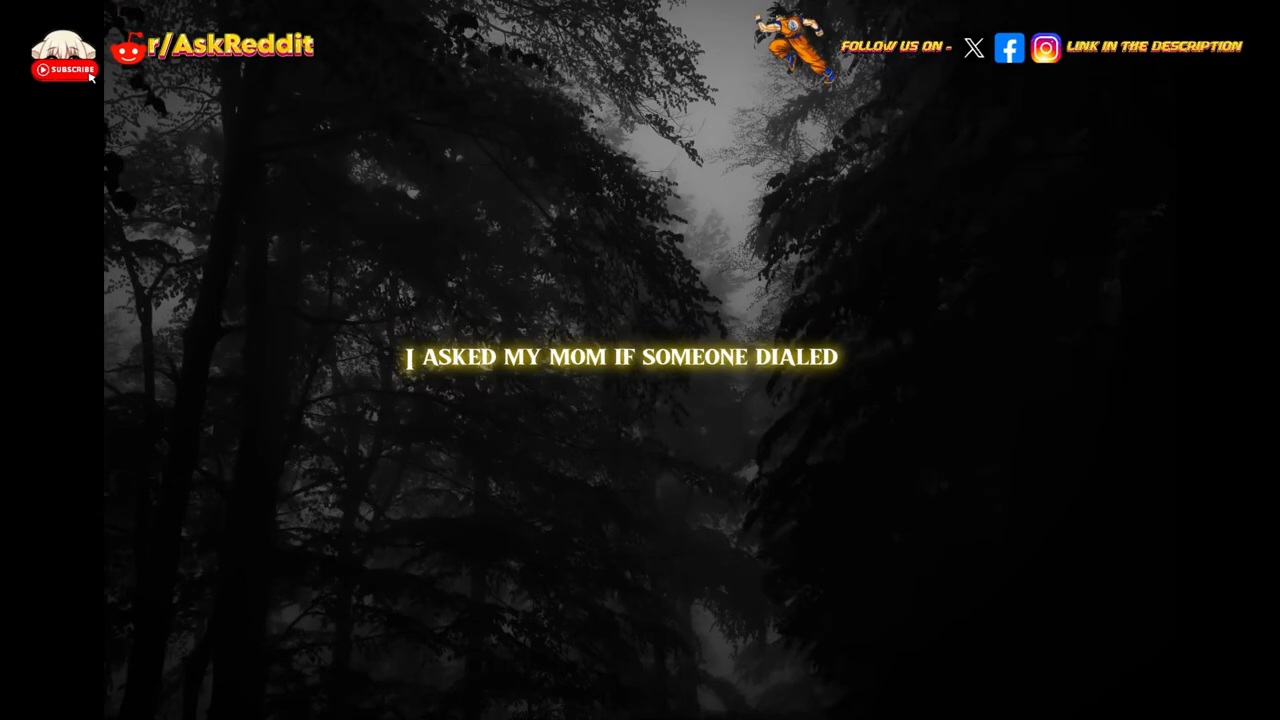 r/AskReddit
FOLLOW US ON -
LINK IN THE DESCRIPTION
SUBSCRIBE
I ASKED MY MOM IF SOMEONE DIALED